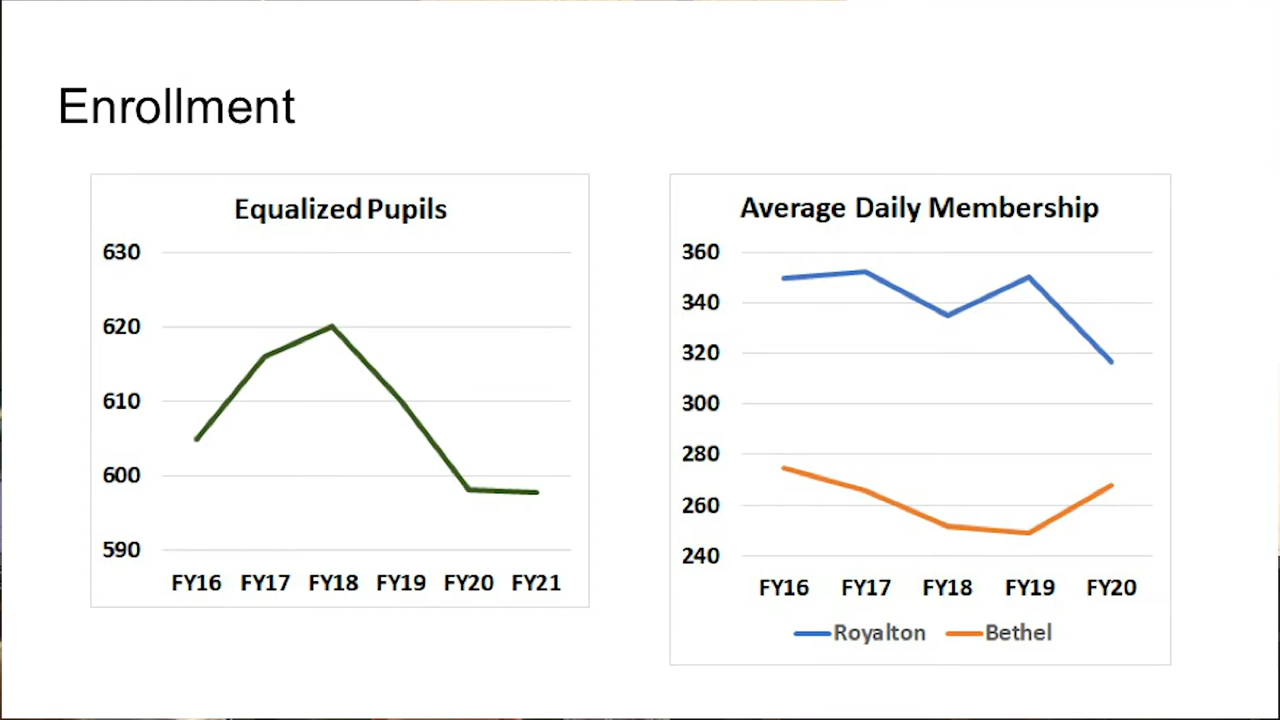 Enrollment
Equalized Pupils
630
620
610
600
590
FY16 FY17 FY18 FY19 FY20 FY21
Average Daily Membership
360
340
320
300
280
260
240
FY16 FY17 FY18 FY19 FY20
Royalton Bethel